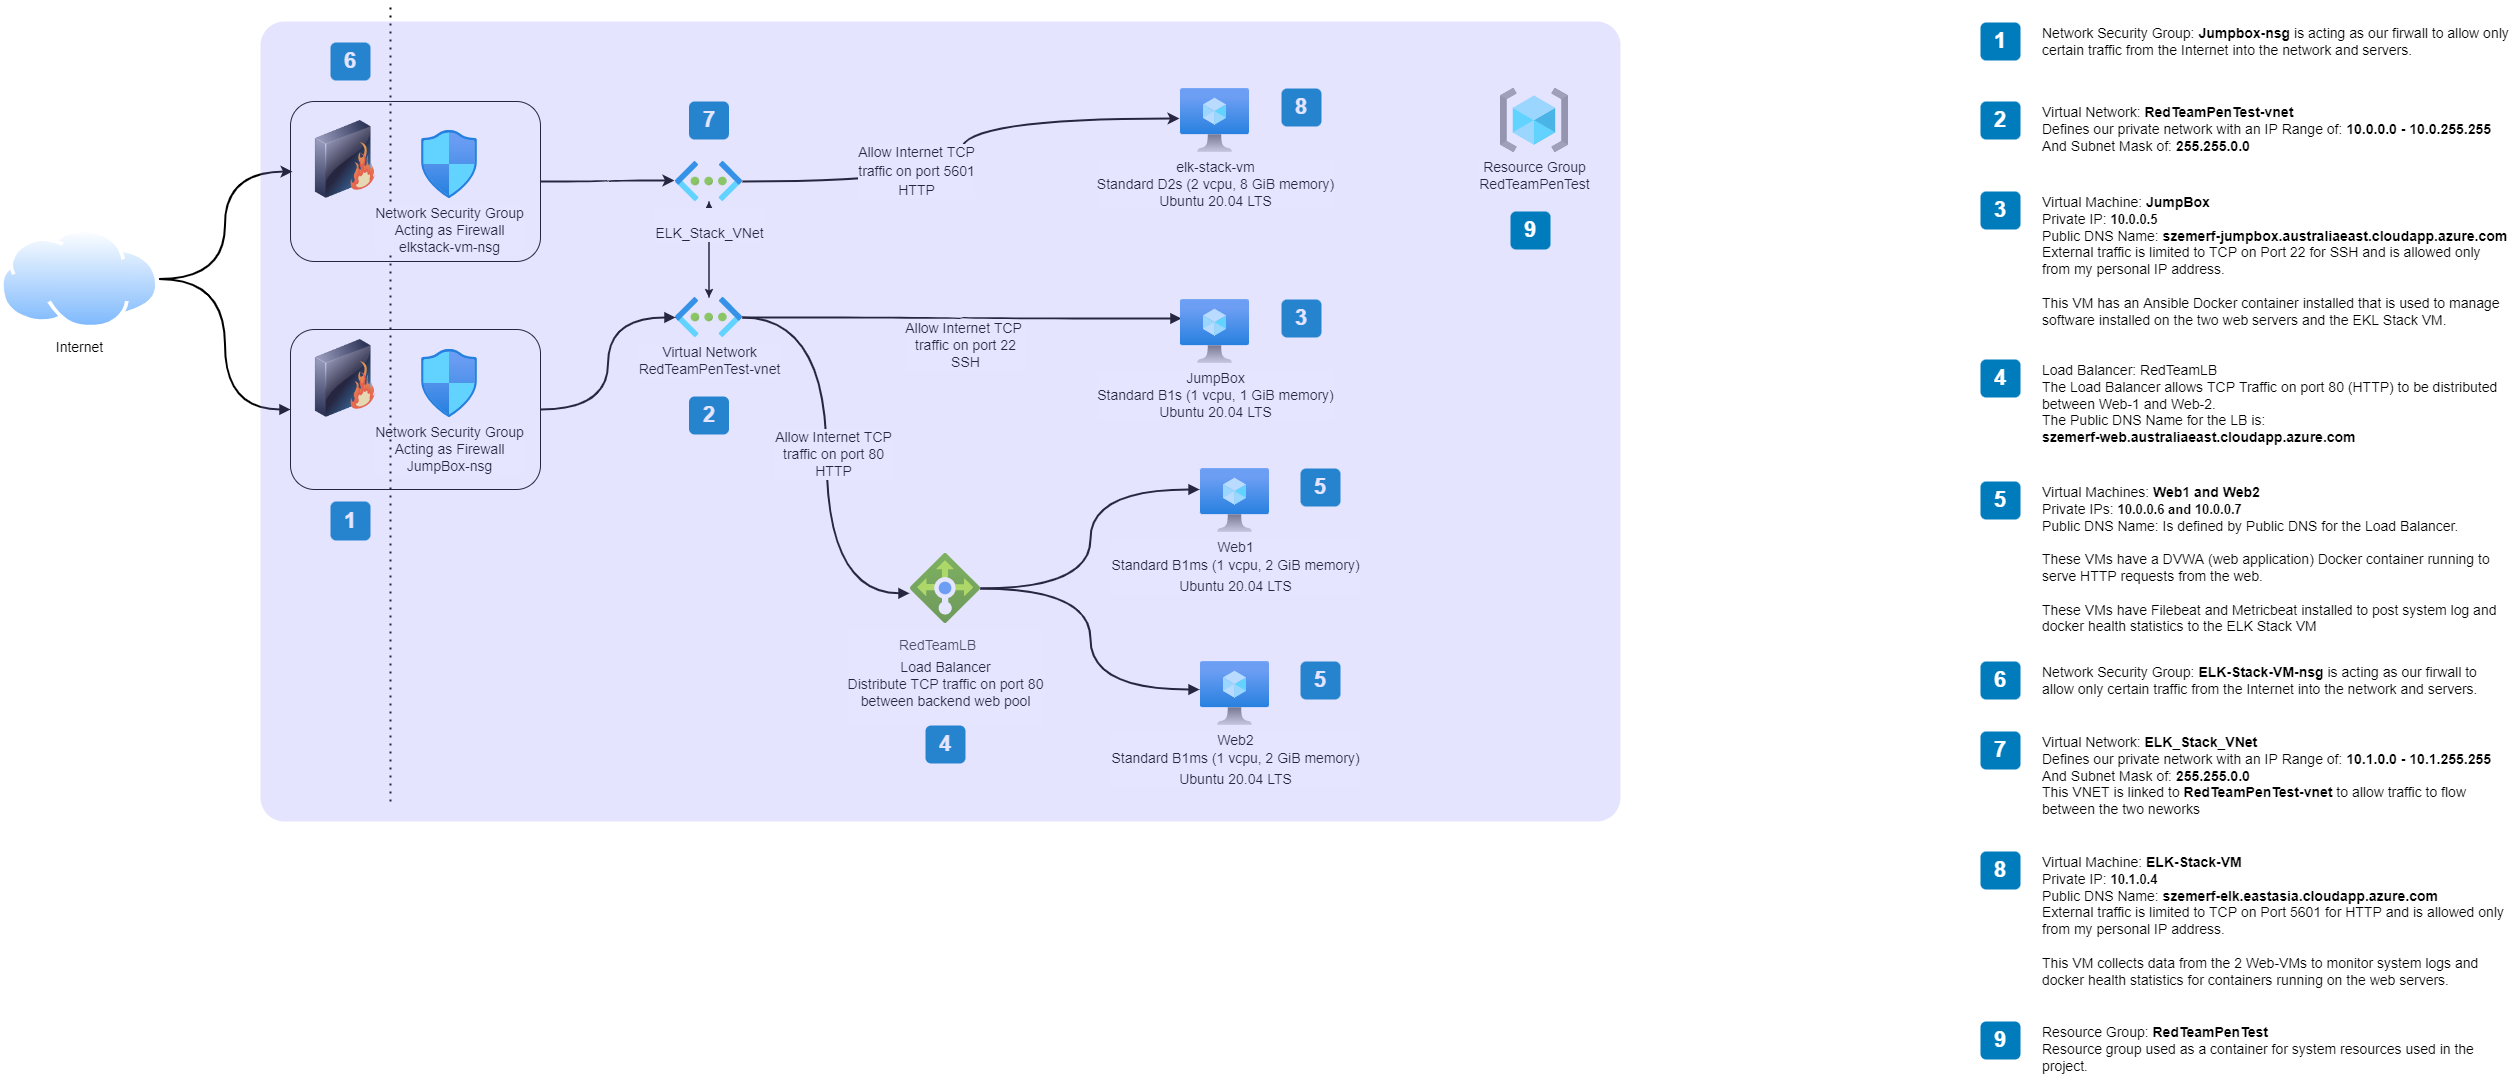 6
7
8
Allow Internet TCP
traffic on port 5601
HTTP
elk-stack-vm
Standard D2s (2 vcpu, 8 GiB memory)
Ubuntu 20.04 LTS
Resource Group
RedTeamPenTest
9
Network Security Group
Acting as Firewall
elkstack-vm-nsg
ELK_Stack_VNet
Internet
Virtual Network
RedTeamPenTest-vnet
2
Allow Internet TCP
traffic on port 22
SSH
3
JumpBox
Standard B1s (1 vcpu, 1 GiB memory)
Ubuntu 20.04 LTS
Network Security Group
Acting as Firewall
JumpBox-nsg
1
Allow Internet TCP
traffic on port 80
HTTP
5
Web1
Standard B1ms (1 vcpu, 2 GiB memory)
Ubuntu 20.04 LTS
RedTeamLB
Load Balancer
Distribute TCP traffic on port 80
between backend web pool
4
5
Web2
Standard B1ms (1 vcpu, 2 GiB memory)
Ubuntu 20.04 LTS
1
Network Security Group: Jumpbox-nsg is acting as our firwall to allow only
certain traffic from the Internet into the network and servers.
2
Virtual Network: RedTeamPenTest-vnet
Defines our private network with an IP Range of: 10.0.0.0 - 10.0.255.255
And Subnet Mask of: 255.255.0.0
3
Virtual Machine: JumpBox
Private IP: 10.0.0.5
Public DNS Name: szemerf-jumpbox.australiaeast.cloudapp.azure.com
External traffic is limited to TCP on Port 22 for SSH and is allowed only
from my personal IP address.
This VM has an Ansible Docker container installed that is used to manage
software installed on the two web servers and the EKL Stack VM.
4
Load Balancer: RedTeamLB
The Load Balancer allows TCP Traffic on port 80 (HTTP) to be distributed
between Web-1 and Web-2.
The Public DNS Name for the LB is:
szemerf-web.australiaeast.cloudapp.azure.com
5
Virtual Machines: Web1 and Web2
Private IPs: 10.0.0.6 and 10.0.0.7
Public DNS Name: Is defined by Public DNS for the Load Balancer.
These VMs have a DVWA (web application) Docker container running to
serve HTTP requests from the web.
These VMs have Filebeat and Metricbeat installed to post system log and
docker health statistics to the ELK Stack VM
6
Network Security Group: ELK-Stack-VM-nsg is acting as our firwall to
allow only certain traffic from the Internet into the network and servers.
7
Virtual Network: ELK_Stack_VNet
Defines our private network with an IP Range of: 10.1.0.0 - 10.1.255.255
And Subnet Mask of: 255.255.0.0
This VNET is linked to RedTeamPenTest-vnet to allow traffic to flow
between the two neworks
8
Virtual Machine: ELK-Stack-VM
Private IP: 10.1.0.4
Public DNS Name: szemerf-elk.eastasia.cloudapp.azure.com
External traffic is limited to TCP on Port 5601 for HTTP and is allowed only
from my personal IP address.
This VM collects data from the 2 Web-VMs to monitor system logs and
docker health statistics for containers running on the web servers.
9
Resource Group: RedTeamPenTest
Resource group used as a container for system resources used in the
project.